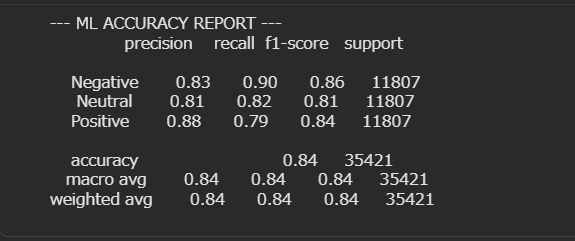 --- ML ACCURACY REPORT ---
precision recall f1-score support
Negative 0.83 0.90 0.86 11807
Neutral 0.81 0.82 0.81 11807
Positive 0.88 0.79 0.84 11807
accuracy 0.84 35421
macro avg 0.84 0.84 0.84 35421
weighted avg 0.84 0.84 0.84 35421